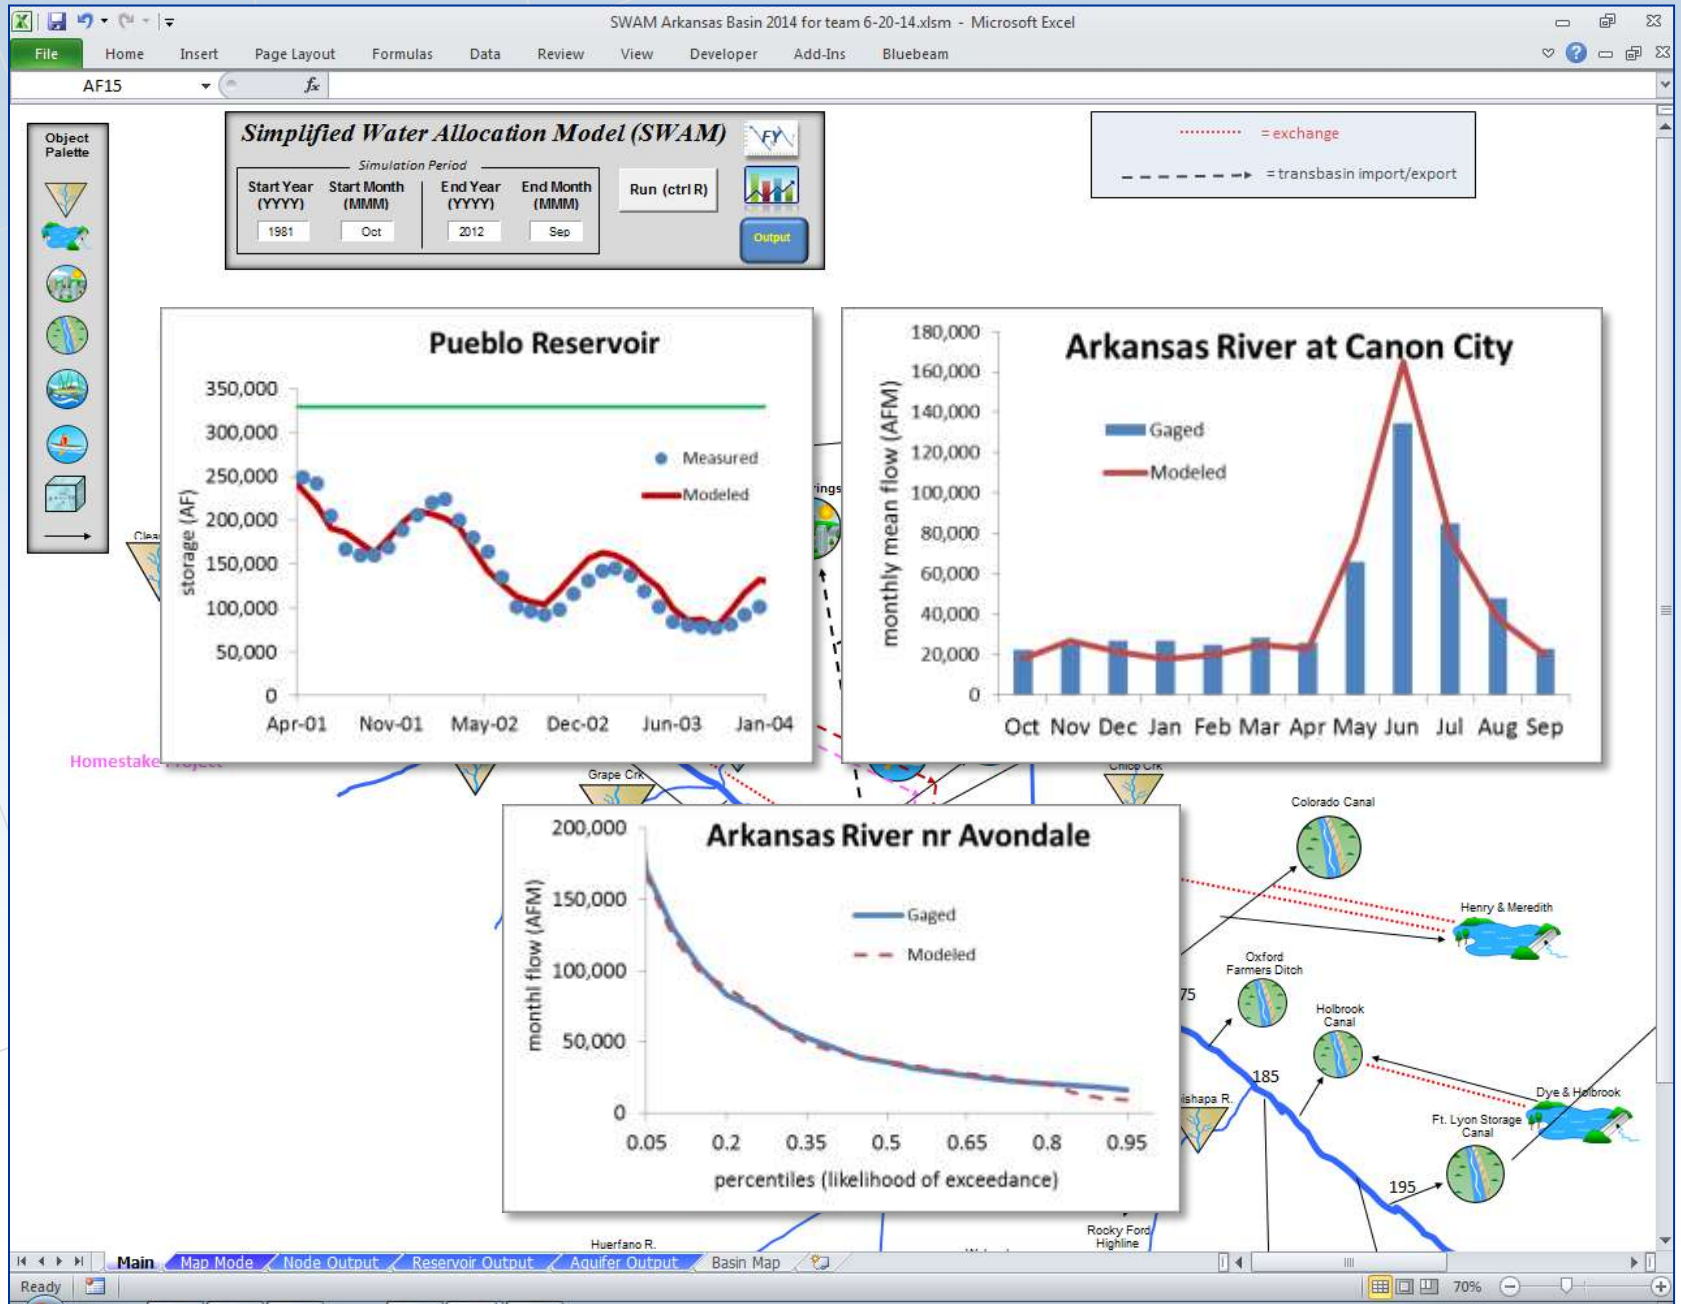 SWAM Arkansas Basin 2014 for team 6-20-14.xlsm - Microsoft Excel
File Home Insert Page Layout Formulas Data Review View Developer Add-Ins Bluebeam
AF15 fx
Object
Palette
Simplified Water Allocation Model (SWAM)
Simulation Period
Start Year Start Month End Year End Month
(YYYY) (MMM) (YYYY) (MMM)
1981 Oct 2012 Sep
Run (ctrl R)
FX
Output
= exchange
= transbasin import/export
Pueblo Reservoir
storage (AF)
350,000
300,000
250,000
200,000
150,000
100,000
50,000
0
Measured
Modeled
Apr-01 Nov-01 May-02 Dec-02 Jun-03 Jan-04
Arkansas River at Canon City
monthly mean flow (AFM)
180,000
160,000
140,000
120,000
100,000
80,000
60,000
40,000
20,000
0
Gaged
Modeled
Oct Nov Dec Jan Feb Mar Apr May Jun Jul Aug Sep
rings
Clea
Homestake Project
Grape Crk
Chico Crk
Arkansas River nr Avondale
monthl flow (AFM)
200,000
150,000
100,000
50,000
0
Gaged
Modeled
0.05 0.2 0.35 0.5 0.65 0.8 0.95
percentiles (likelihood of exceedance)
Colorado Canal
Henry & Meredith
Oxford
Farmers Ditch
75
Holbrook
Canal
185
ishapa R.
Dye & Holbrook
Ft. Lyon Storage
Canal
195
Rocky Ford
Highline
Huerfano R.
Main Map Mode Node Output Reservoir Output Aquifer Output Basin Map
Ready 70%